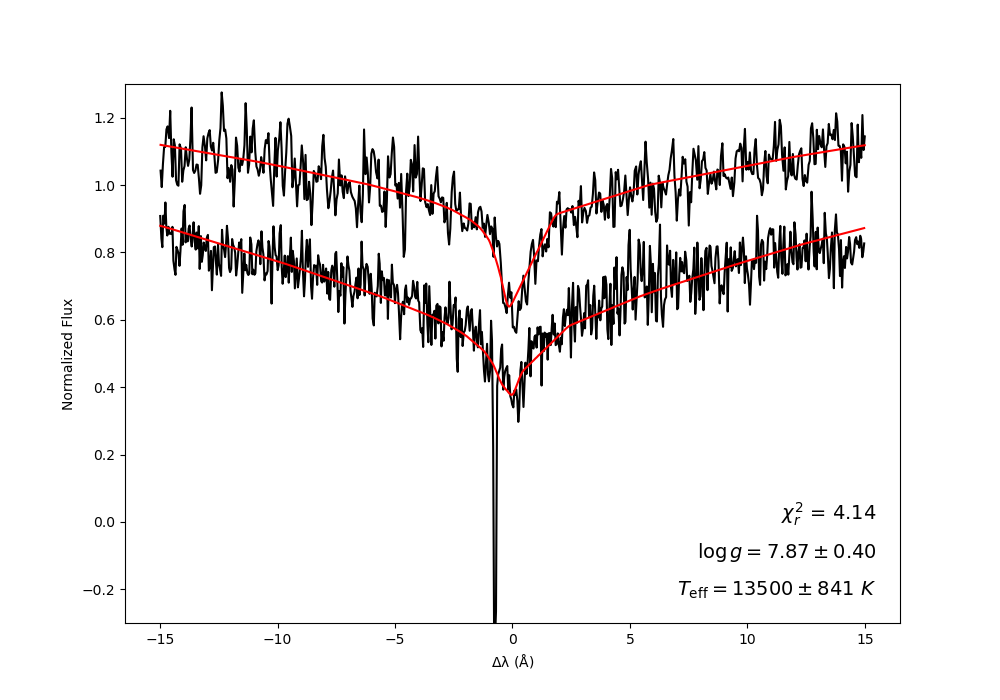 1.2
1.0
0.8
0.6
0.4
0.2
0.0
−0.2
Normalized Flux
χ²ᵣ = 4.14
log g = 7.87 ± 0.40
T_eff = 13500 ± 841 K
−15 −10 −5 0 5 10 15
Δλ (Å)